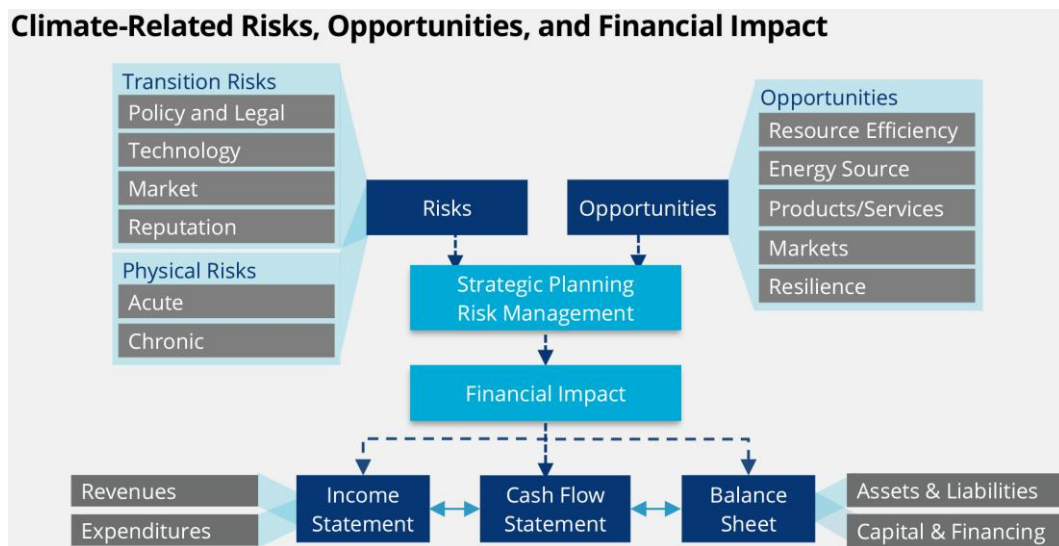 Climate-Related Risks, Opportunities, and Financial Impact
Transition Risks
Policy and Legal
Technology
Market
Reputation
Physical Risks
Acute
Chronic
Risks
Opportunities
Opportunities
Resource Efficiency
Energy Source
Products/Services
Markets
Resilience
Strategic Planning
Risk Management
Financial Impact
Revenues
Expenditures
Income
Statement
Cash Flow
Statement
Balance
Sheet
Assets & Liabilities
Capital & Financing